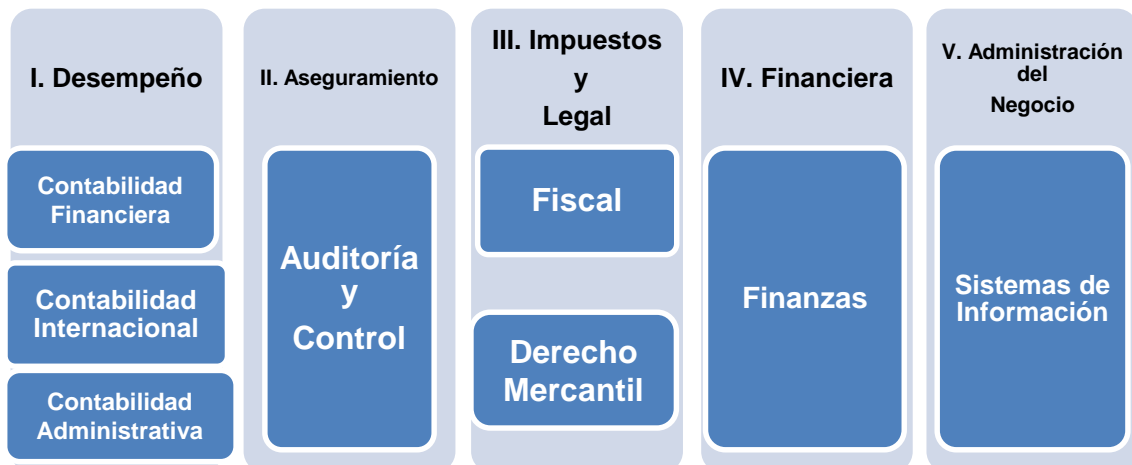 I. Desempeño
Contabilidad
Financiera
Contabilidad
Internacional
Contabilidad
Administrativa
II. Aseguramiento
Auditoría
y
Control
III. Impuestos
y
Legal
Fiscal
Derecho
Mercantil
IV. Financiera
Finanzas
V. Administración
del
Negocio
Sistemas de
Información